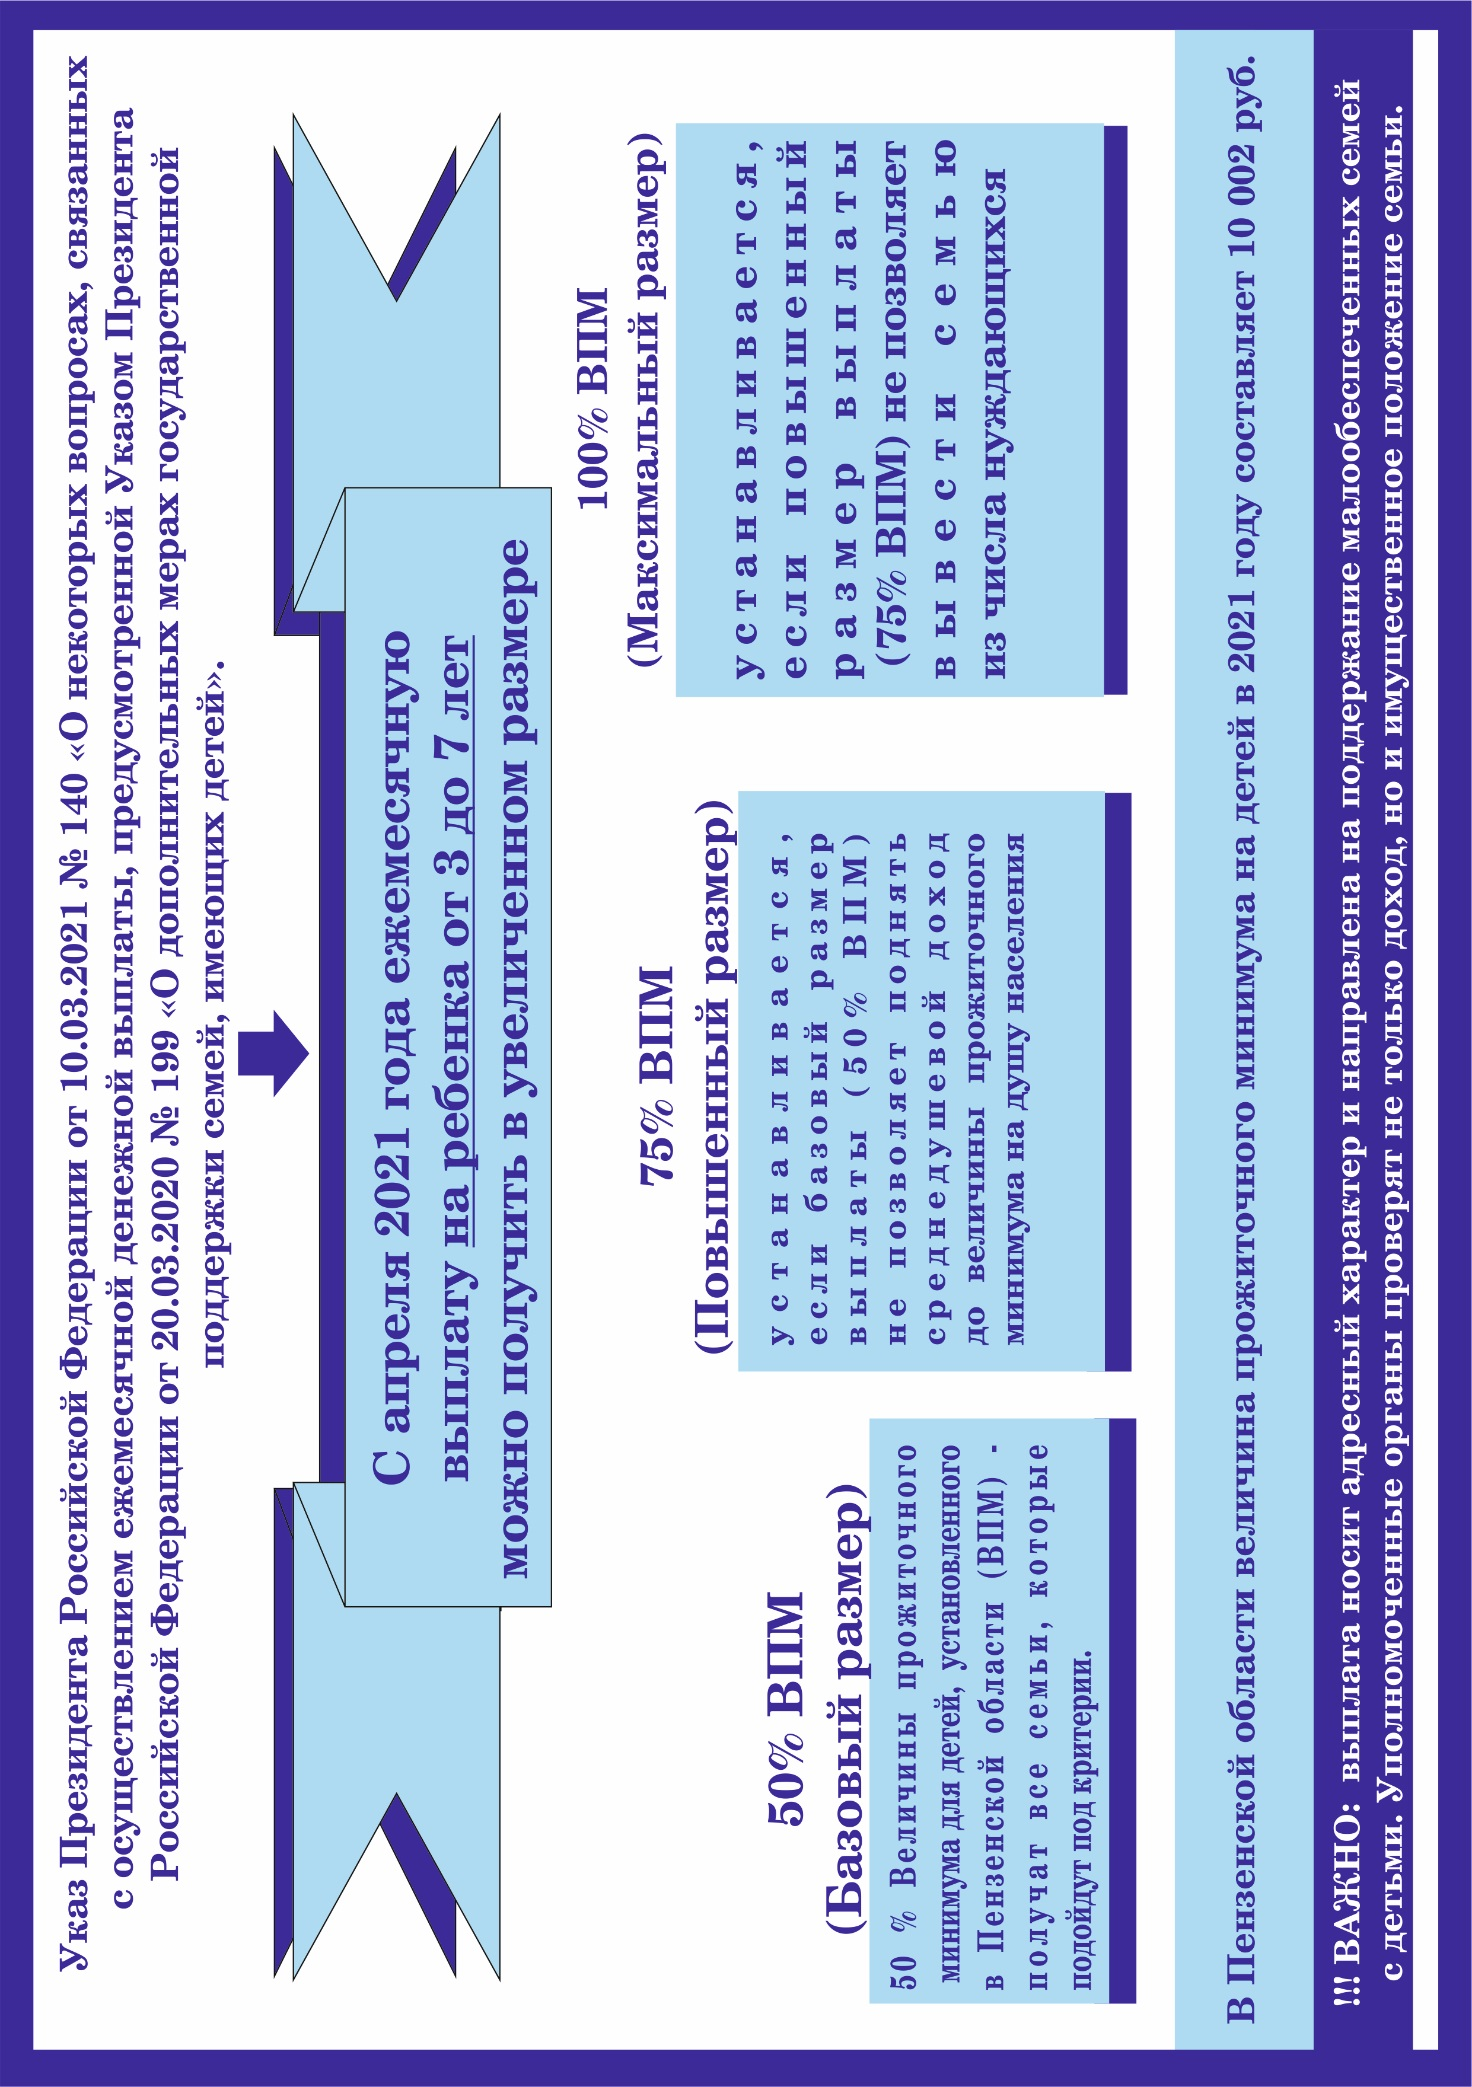 Указ Президента Российской Федерации от 10.03.2021 № 140 «О некоторых вопросах, связанных
с осуществлением ежемесячной денежной выплаты, предусмотренной Указом Президента
Российской Федерации от 20.03.2020 № 199 «О дополнительных мерах государственной
поддержки семей, имеющих детей».
С апреля 2021 года ежемесячную
выплату на ребенка от 3 до 7 лет
можно получить в увеличенном размере
50% ВПМ
(Базовый размер)
50 % Величины прожиточного
минимума для детей, установленного
в Пензенской области (ВПМ) -
получат все семьи, которые
подойдут под критерии.
75% ВПМ
(Повышенный размер)
устанавливается,
если базовый размер
выплаты (50% ВПМ)
не позволяет поднять
среднедушевой доход
до величины прожиточного
минимума на душу населения
100% ВПМ
(Максимальный размер)
устанавливается,
если повышенный
размер выплаты
(75% ВПМ) не позволяет
вывести семью
из числа нуждающихся
В Пензенской области величина прожиточного минимума на детей в 2021 году составляет 10 002 руб.
!!! ВАЖНО: выплата носит адресный характер и направлена на поддержание малообеспеченных семей
с детьми. Уполномоченные органы проверят не только доход, но и имущественное положение семьи.